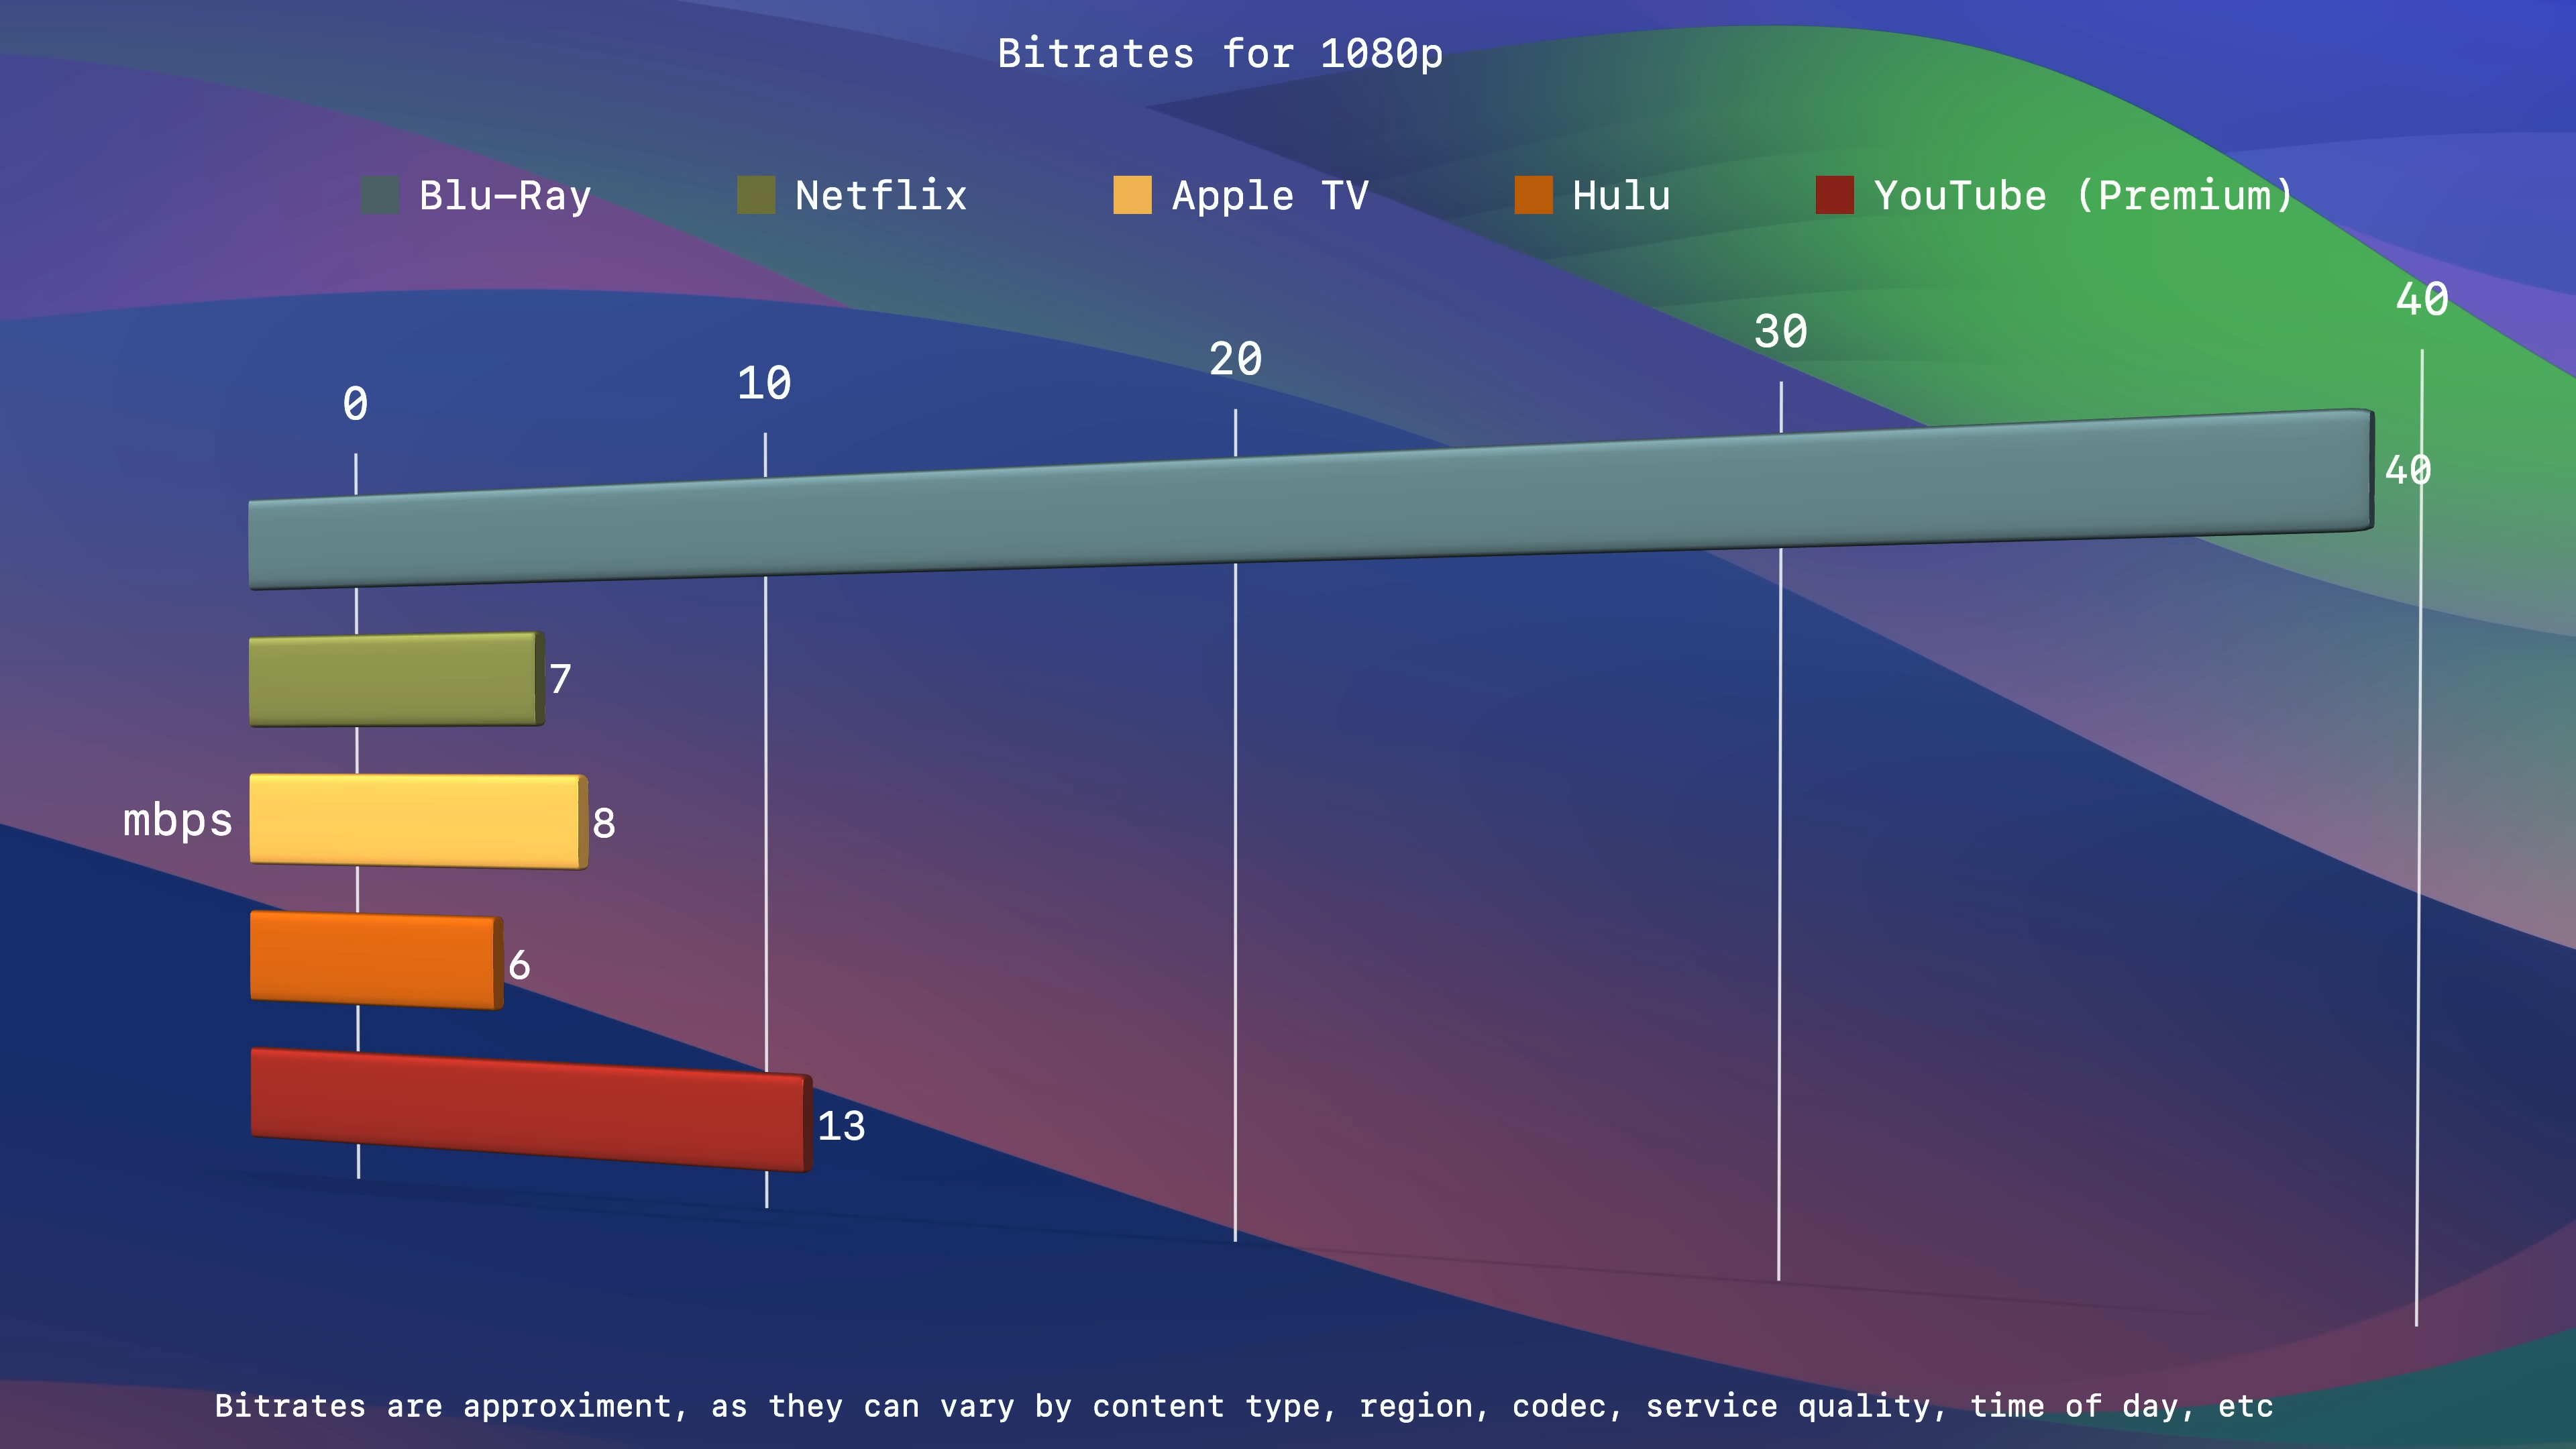 Bitrates for 1080p
Blu-Ray Netflix Apple TV Hulu YouTube (Premium)
0 10 20 30 40
40
7
mbps 8
6
13
Bitrates are approximent, as they can vary by content type, region, codec, service quality, time of day, etc